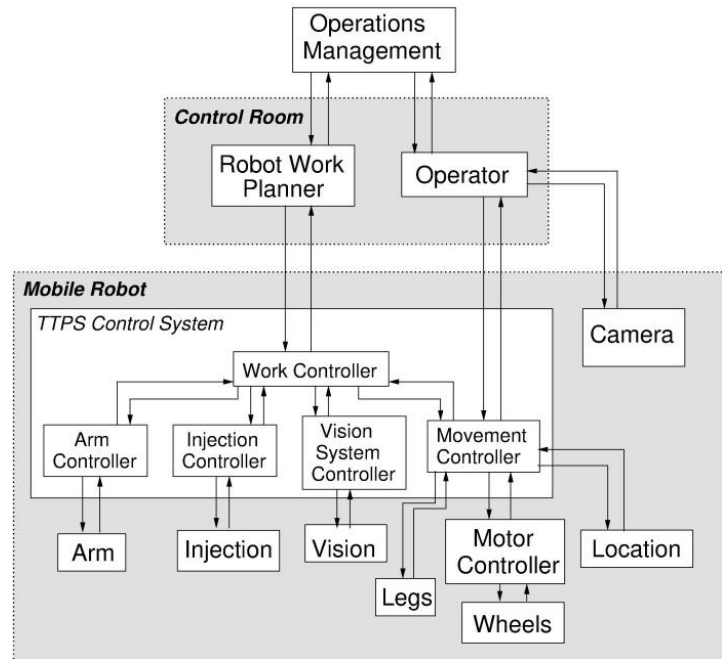 Operations
Management
Control Room
Robot Work
Planner
Operator
Mobile Robot
TTPS Control System
Camera
Work Controller
Arm
Controller
Injection
Controller
Vision
System
Controller
Movement
Controller
Arm
Injection
Vision
Legs
Motor
Controller
Location
Wheels